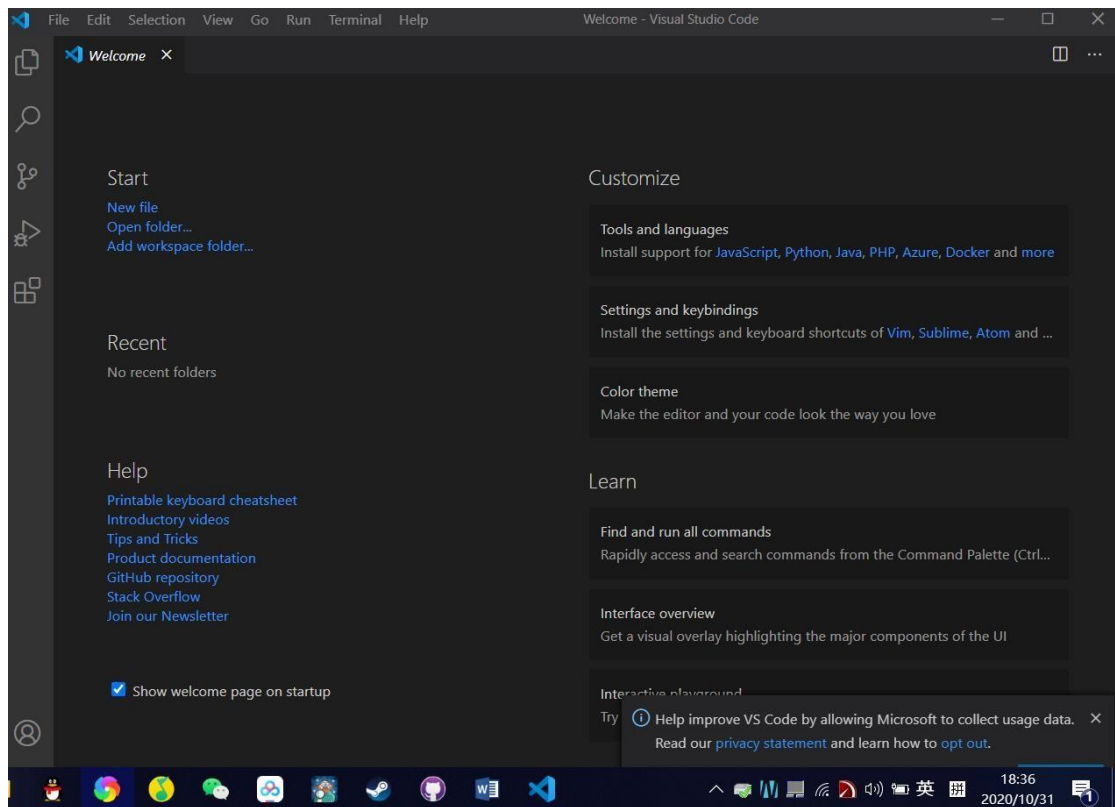 File Edit Selection View Go Run Terminal Help
Welcome - Visual Studio Code
Welcome
Start
New file
Open folder...
Add workspace folder...
Recent
No recent folders
Help
Printable keyboard cheatsheet
Introductory videos
Tips and Tricks
Product documentation
GitHub repository
Stack Overflow
Join our Newsletter
Show welcome page on startup
Customize
Tools and languages
Install support for JavaScript, Python, Java, PHP, Azure, Docker and more
Settings and keybindings
Install the settings and keyboard shortcuts of Vim, Sublime, Atom and ...
Color theme
Make the editor and your code look the way you love
Learn
Find and run all commands
Rapidly access and search commands from the Command Palette (Ctrl...
Interface overview
Get a visual overlay highlighting the major components of the UI
Interactive playground
Try
Help improve VS Code by allowing Microsoft to collect usage data.
Read our privacy statement and learn how to opt out.
W
英 拼
18:36
2020/10/31
1